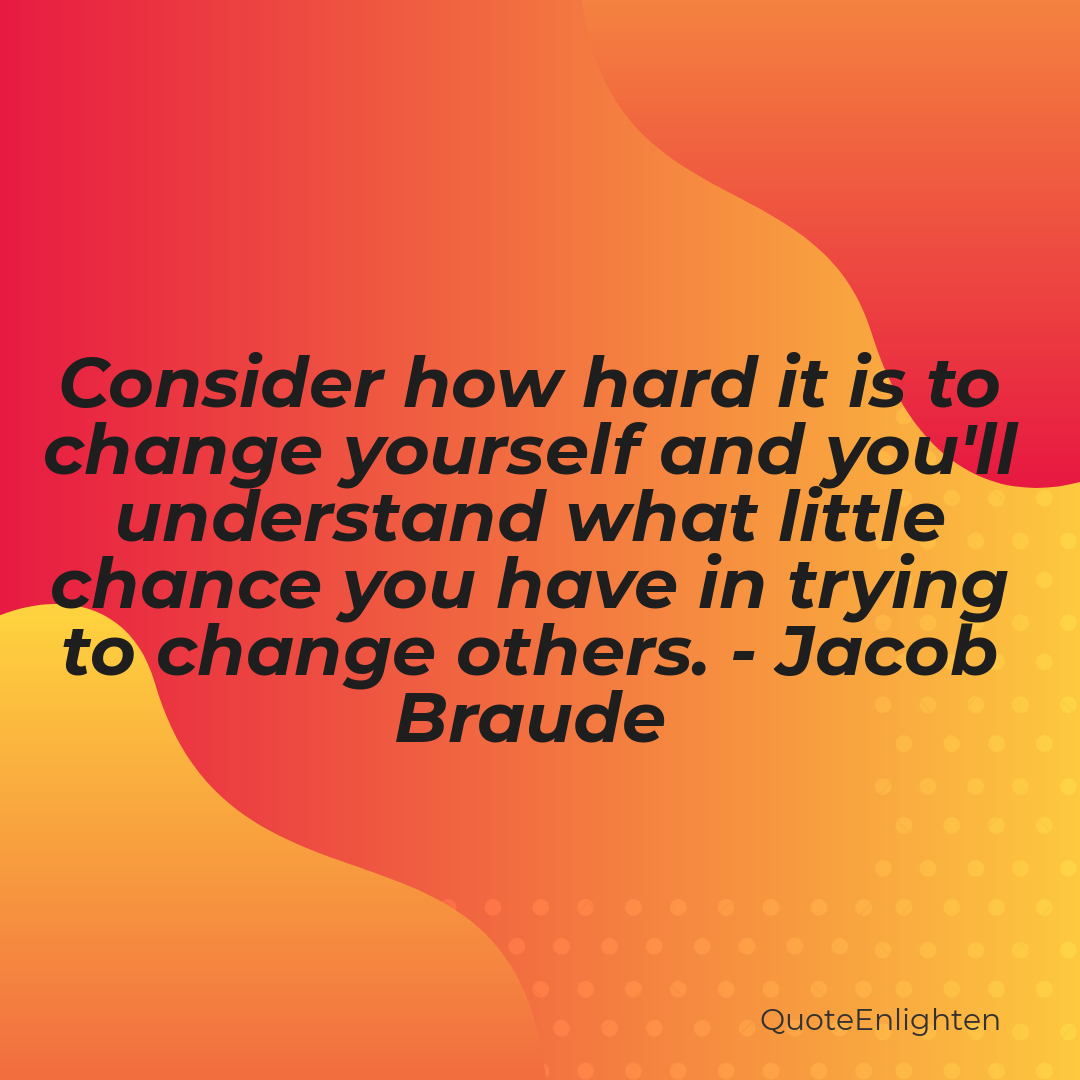 Consider how hard it is to
change yourself and you'll
understand what little
chance you have in trying
to change others. - Jacob
Braude
QuoteEnlighten